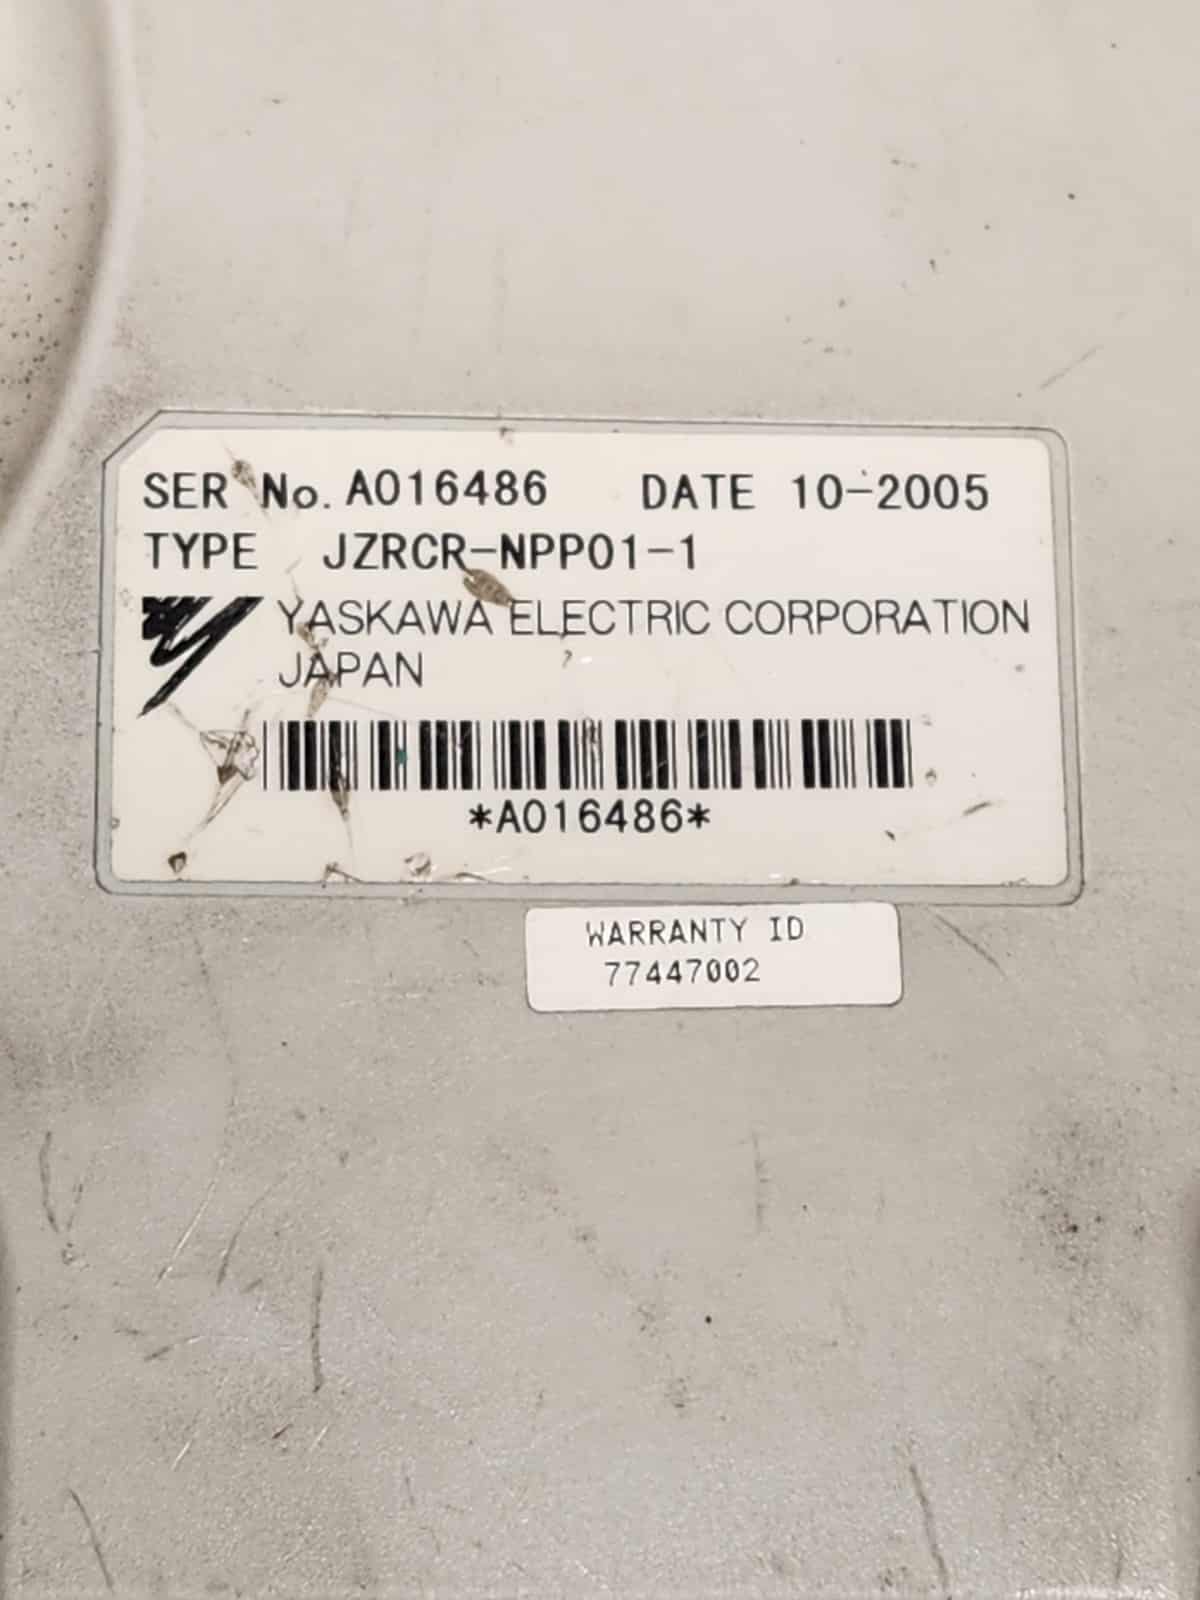 SER No. A016486 DATE 10-2005
TYPE JZRCR-NPP01-1
YASKAWA ELECTRIC CORPORATION
JAPAN
*A016486*
WARRANTY ID
77447002